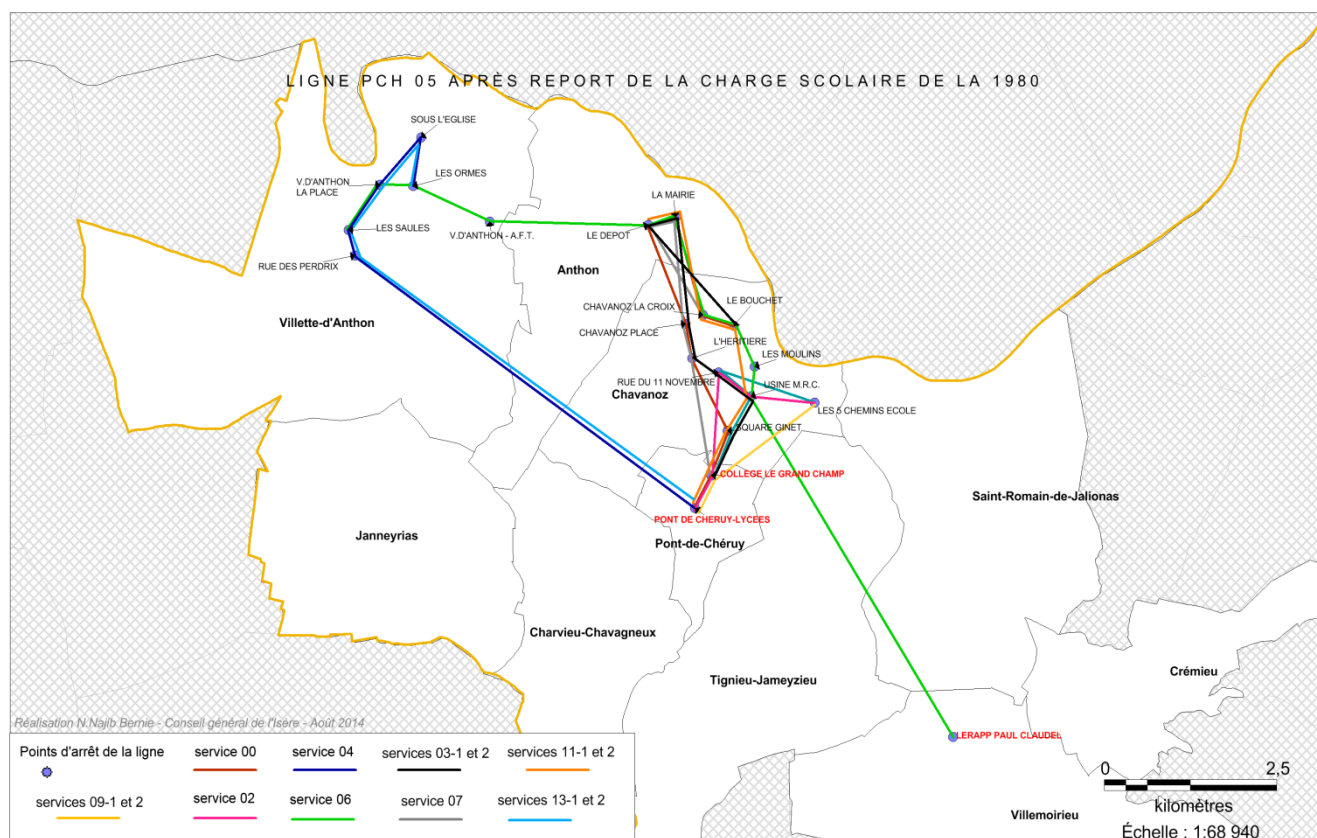 LIGNE PCH 05 APRÈS REPORT DE LA CHARGE SCOLAIRE DE LA 1980
SOUS L'EGLISE
V.D'ANTHON
LA PLACE
LES ORMES
LA MAIRIE
LES SAULES
V.D'ANTHON - A.F.T.
LE DEPOT
RUE DES PERDRIX
Anthon
CHAVANOZ LA CROIX
LE BOUCHET
Villette-d'Anthon
CHAVANOZ PLACE
L'HERITIERE
LES MOULINS
RUE DU 11 NOVEMBRE
USINE M.R.C.
Chavanoz
LES 5 CHEMINS ECOLE
SQUARE GINET
COLLEGE LE GRAND CHAMP
Saint-Romain-de-Jalionas
PONT DE CHERUY-LYCEES
Janneyrias
Pont-de-Chéruy
Charvieu-Chavagneux
Crémieu
Tignieu-Jameyzieu
LERAPP PAUL CLAUDEL
Réalisation N.Najib Bernie - Conseil général de l'Isère - Août 2014
Points d'arrêt de la ligne
service 00
service 04
services 03-1 et 2
services 11-1 et 2
services 09-1 et 2
service 02
service 06
service 07
services 13-1 et 2
0 2,5
kilomètres
Villemoirieu
Échelle : 1:68 940